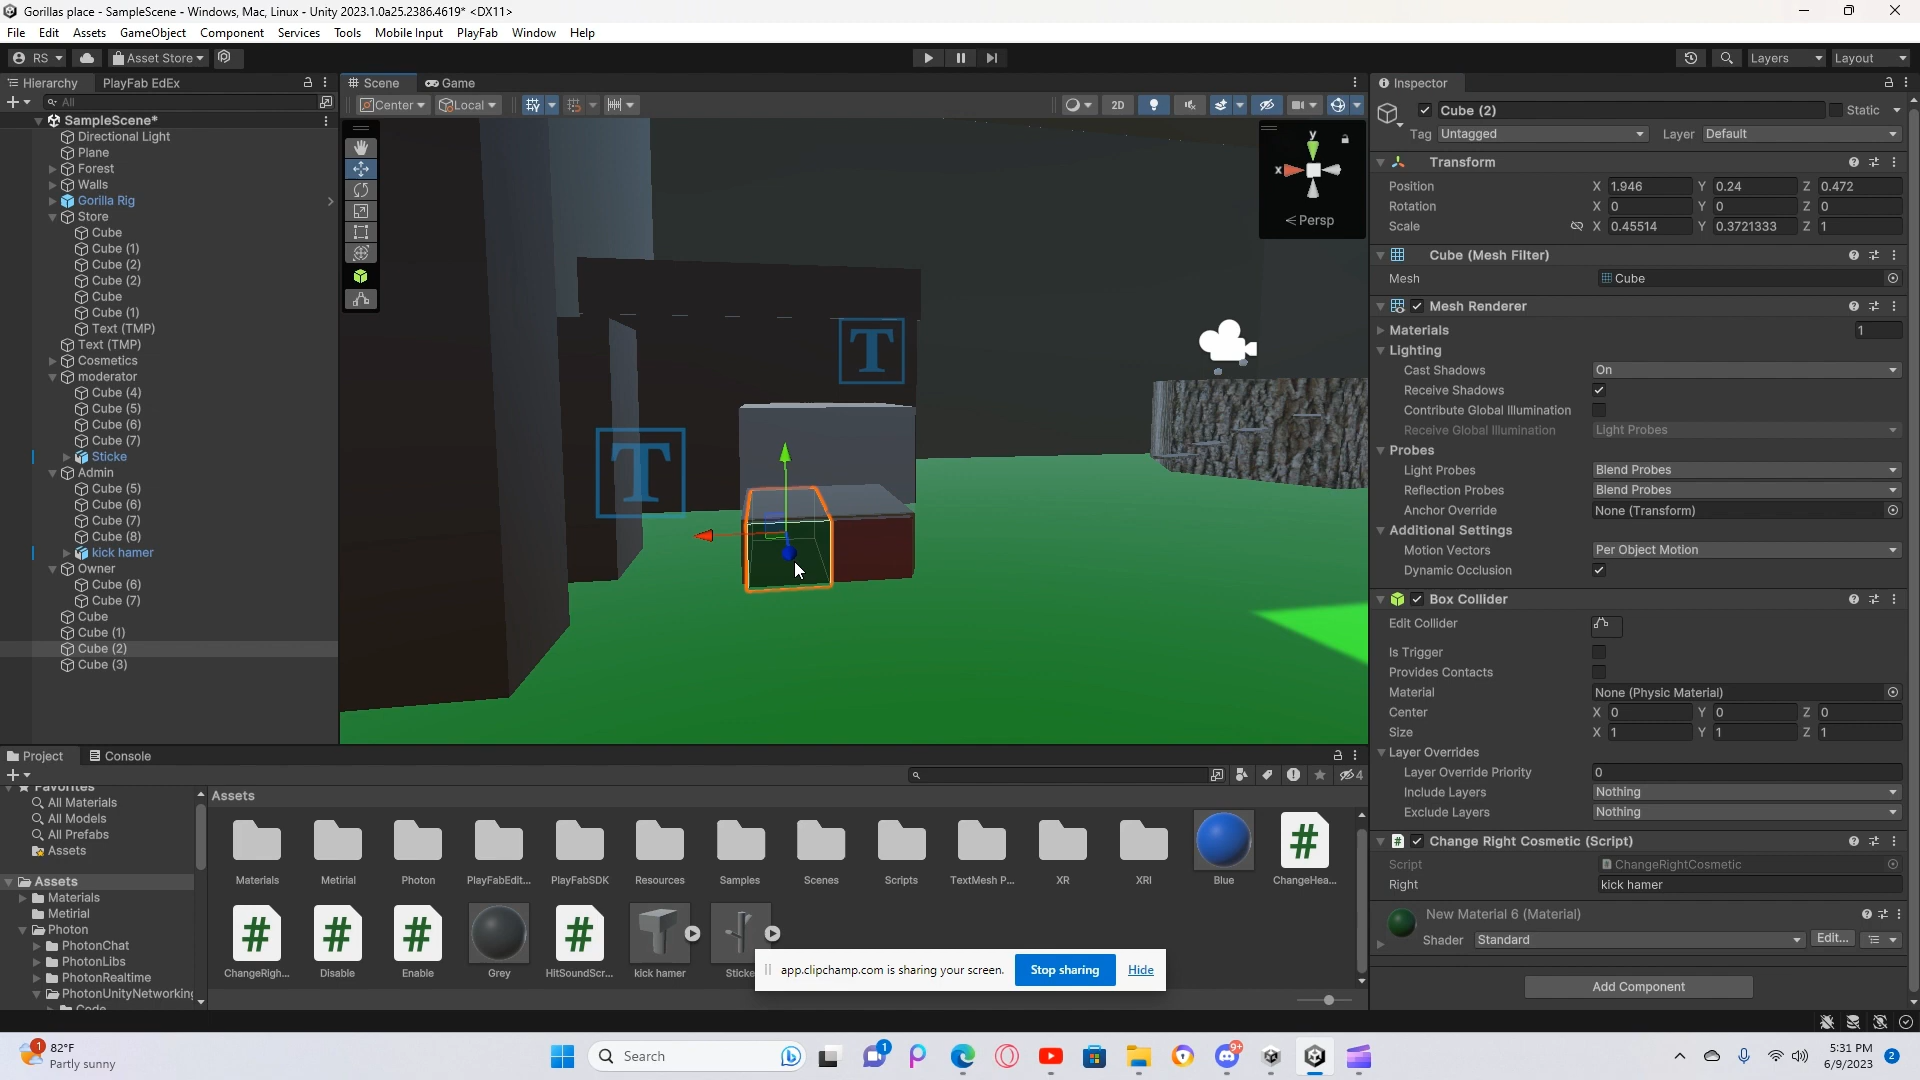 Gorillas place - SampleScene - Windows, Mac, Linux - Unity 2023.1.0a25.2386.4619* <DX11>
File Edit Assets GameObject Component Services Tools Mobile Input PlayFab Window Help
RS Asset Store Layers Layout
Hierarchy PlayFab EdEx Scene Game Inspector
All Center Local 2D Cube (2) Static
SampleScene* Tag Untagged Layer Default
Directional Light
Plane
Forest
Walls
Gorilla Rig
Store
Cube
Cube (1)
Cube (2)
Cube (2)
Cube
Cube (1)
Text (TMP)
Text (TMP)
Cosmetics
moderator
Cube (4)
Cube (5)
Cube (6)
Cube (7)
Sticke
Admin
Cube (5)
Cube (6)
Cube (7)
Cube (8)
kick hamer
Owner
Cube (6)
Cube (7)
Cube
Cube (1)
Cube (2)
Cube (3)
y
x
< Persp
T
T
Transform
Position X 1.946 Y 0.24 Z 0.472
Rotation X 0 Y 0 Z 0
Scale X 0.45514 Y 0.3721333 Z 1
Cube (Mesh Filter)
Mesh Cube
Mesh Renderer
Materials 1
Lighting
Cast Shadows On
Receive Shadows
Contribute Global Illumination
Receive Global Illumination Light Probes
Probes
Light Probes Blend Probes
Reflection Probes Blend Probes
Anchor Override None (Transform)
Additional Settings
Motion Vectors Per Object Motion
Dynamic Occlusion
Box Collider
Edit Collider
Is Trigger
Provides Contacts
Material None (Physic Material)
Center X 0 Y 0 Z 0
Size X 1 Y 1 Z 1
Layer Overrides
Layer Override Priority 0
Include Layers Nothing
Exclude Layers Nothing
Change Right Cosmetic (Script)
Script ChangeRightCosmetic
Right kick hamer
New Material 6 (Material)
Shader Standard Edit...
Add Component
Project Console
4
Favorites
All Materials
All Models
All Prefabs
Assets
Assets
Materials
Metirial
Photon
PhotonChat
PhotonLibs
PhotonRealtime
PhotonUnityNetworking
Code
Assets
Materials Metirial Photon PlayFabEdit... PlayFabSDK Resources Samples Scenes Scripts TextMesh P... XR XRI Blue ChangeHea...
ChangeRigh... Disable Enable Grey HitSoundScr... kick hamer Sticke
app.clipchamp.com is sharing your screen. Stop sharing Hide
1 82°F
Partly sunny
Search
1
9+
5:31 PM
6/9/2023
2